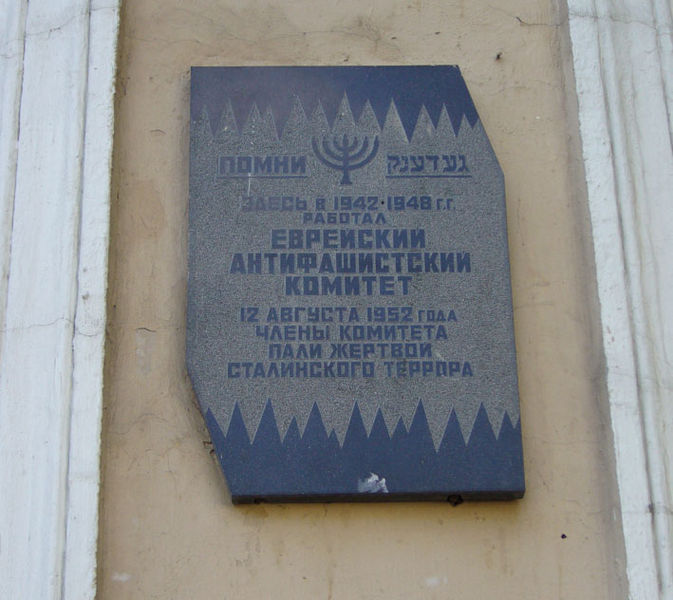 ПОМНИ געדענק
ЗДЕСЬ В 1942-1948 Г.Г.
РАБОТАЛ
ЕВРЕЙСКИЙ
АНТИФАШИСТСКИЙ
КОМИТЕТ
12 АВГУСТА 1952 ГОДА
ЧЛЕНЫ КОМИТЕТА
ПАЛИ ЖЕРТВОЙ
СТАЛИНСКОГО ТЕРРОРА